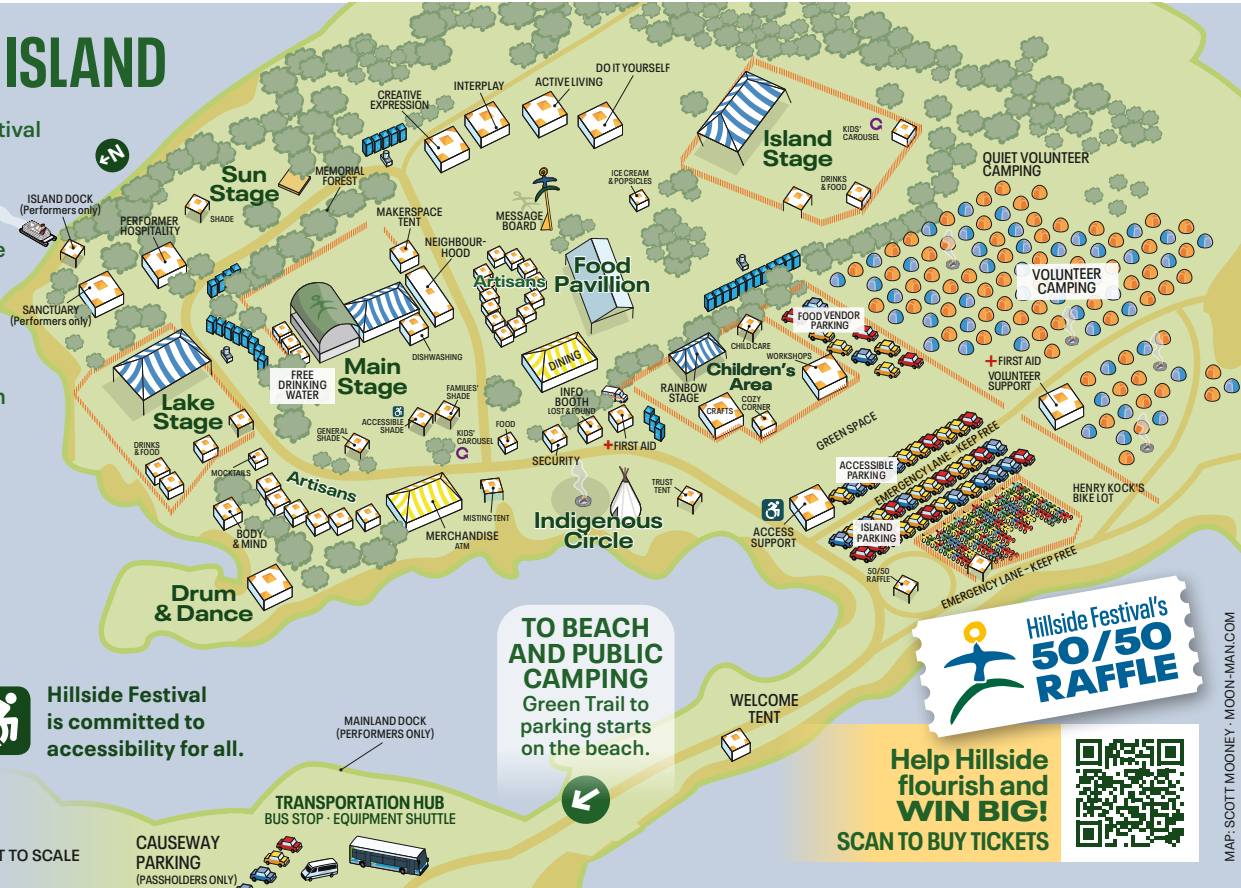 ISLAND
tival
N
CREATIVE
EXPRESSION
INTERPLAY
ACTIVE LIVING
DO IT YOURSELF
Island
Stage
KIDS'
CAROUSEL
DRINKS
& FOOD
ICE CREAM
& POPSICLES
QUIET VOLUNTEER
CAMPING
VOLUNTEER
CAMPING
Sun
Stage
SHADE
MEMORIAL
FOREST
ISLAND DOCK
(Performers only)
PERFORMER
HOSPITALITY
SANCTUARY
(Performers only)
MAKERSPACE
TENT
NEIGHBOUR-
HOOD
MESSAGE
BOARD
Artisans
Food
Pavillion
DISHWASHING
DINING
Main
Stage
FREE
DRINKING
WATER
Lake
Stage
DRINKS
& FOOD
MOCKTAILS
GENERAL
SHADE
ACCESSIBLE
SHADE
FAMILIES'
SHADE
KIDS'
CAROUSEL
FOOD
INFO
BOOTH
LOST & FOUND
SECURITY
+FIRST AID
RAINBOW
STAGE
CHILD CARE
WORKSHOPS
Children's
Area
CRAFTS
COZY
CORNER
FOOD VENDOR
PARKING
+FIRST AID
VOLUNTEER
SUPPORT
GREEN SPACE
ACCESSIBLE
PARKING
EMERGENCY LANE – KEEP FREE
HENRY KOCK'S
BIKE LOT
ISLAND
PARKING
ACCESS
SUPPORT
50/50
RAFFLE
EMERGENCY LANE – KEEP FREE
Artisans
BODY
& MIND
MERCHANDISE
ATM
MISTING TENT
Indigenous
Circle
TRUST
TENT
Drum
& Dance
TO BEACH
AND PUBLIC
CAMPING
Green Trail to
parking starts
on the beach.
WELCOME
TENT
Hillside Festival
is committed to
accessibility for all.
MAINLAND DOCK
(PERFORMERS ONLY)
TRANSPORTATION HUB
BUS STOP · EQUIPMENT SHUTTLE
CAUSEWAY
PARKING
(PASSHOLDERS ONLY)
T TO SCALE
Hillside Festival's
50/50
RAFFLE
Help Hillside
flourish and
WIN BIG!
SCAN TO BUY TICKETS
MAP: SCOTT MOONEY · MOON-MAN.COM